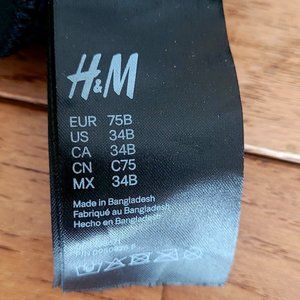 H&M
EUR 75B
US 34B
CA 34B
CN C75
MX 34B
Made in Bangladesh
Fabriqué au Bangladesh
Hecho en Bangladesh